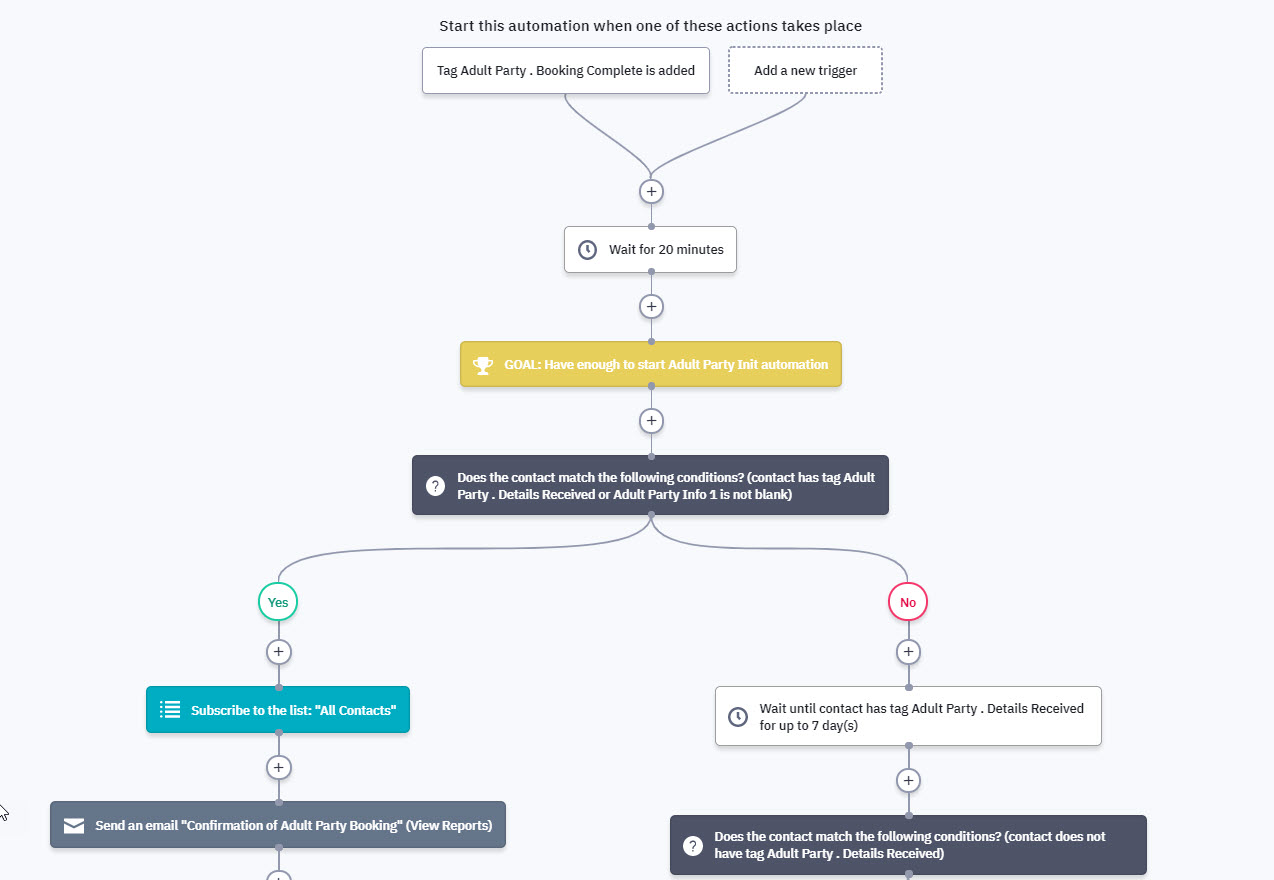 Start this automation when one of these actions takes place
Tag Adult Party . Booking Complete is added
Add a new trigger
Wait for 20 minutes
GOAL: Have enough to start Adult Party Init automation
Does the contact match the following conditions? (contact has tag Adult
Party . Details Received or Adult Party Info 1 is not blank)
Yes
No
Subscribe to the list: "All Contacts"
Wait until contact has tag Adult Party . Details Received
for up to 7 day(s)
Send an email "Confirmation of Adult Party Booking" (View Reports)
Does the contact match the following conditions? (contact does not
have tag Adult Party . Details Received)